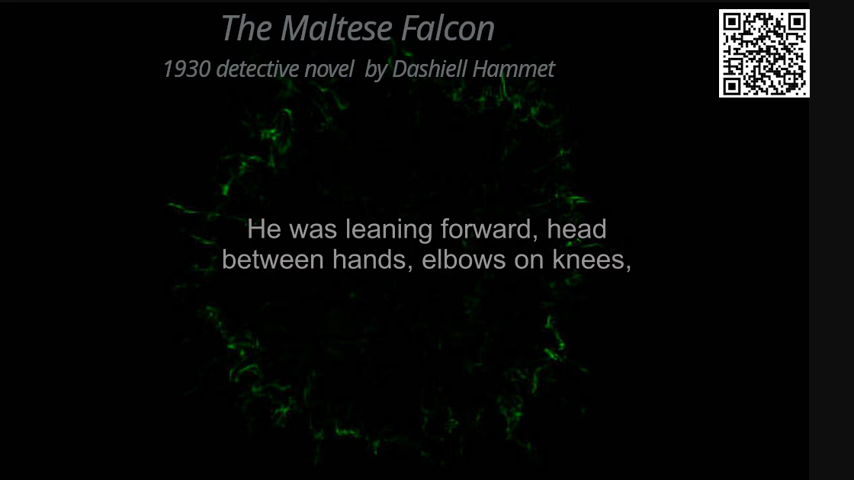 The Maltese Falcon
1930 detective novel by Dashiell Hammet
He was leaning forward, head
between hands, elbows on knees,